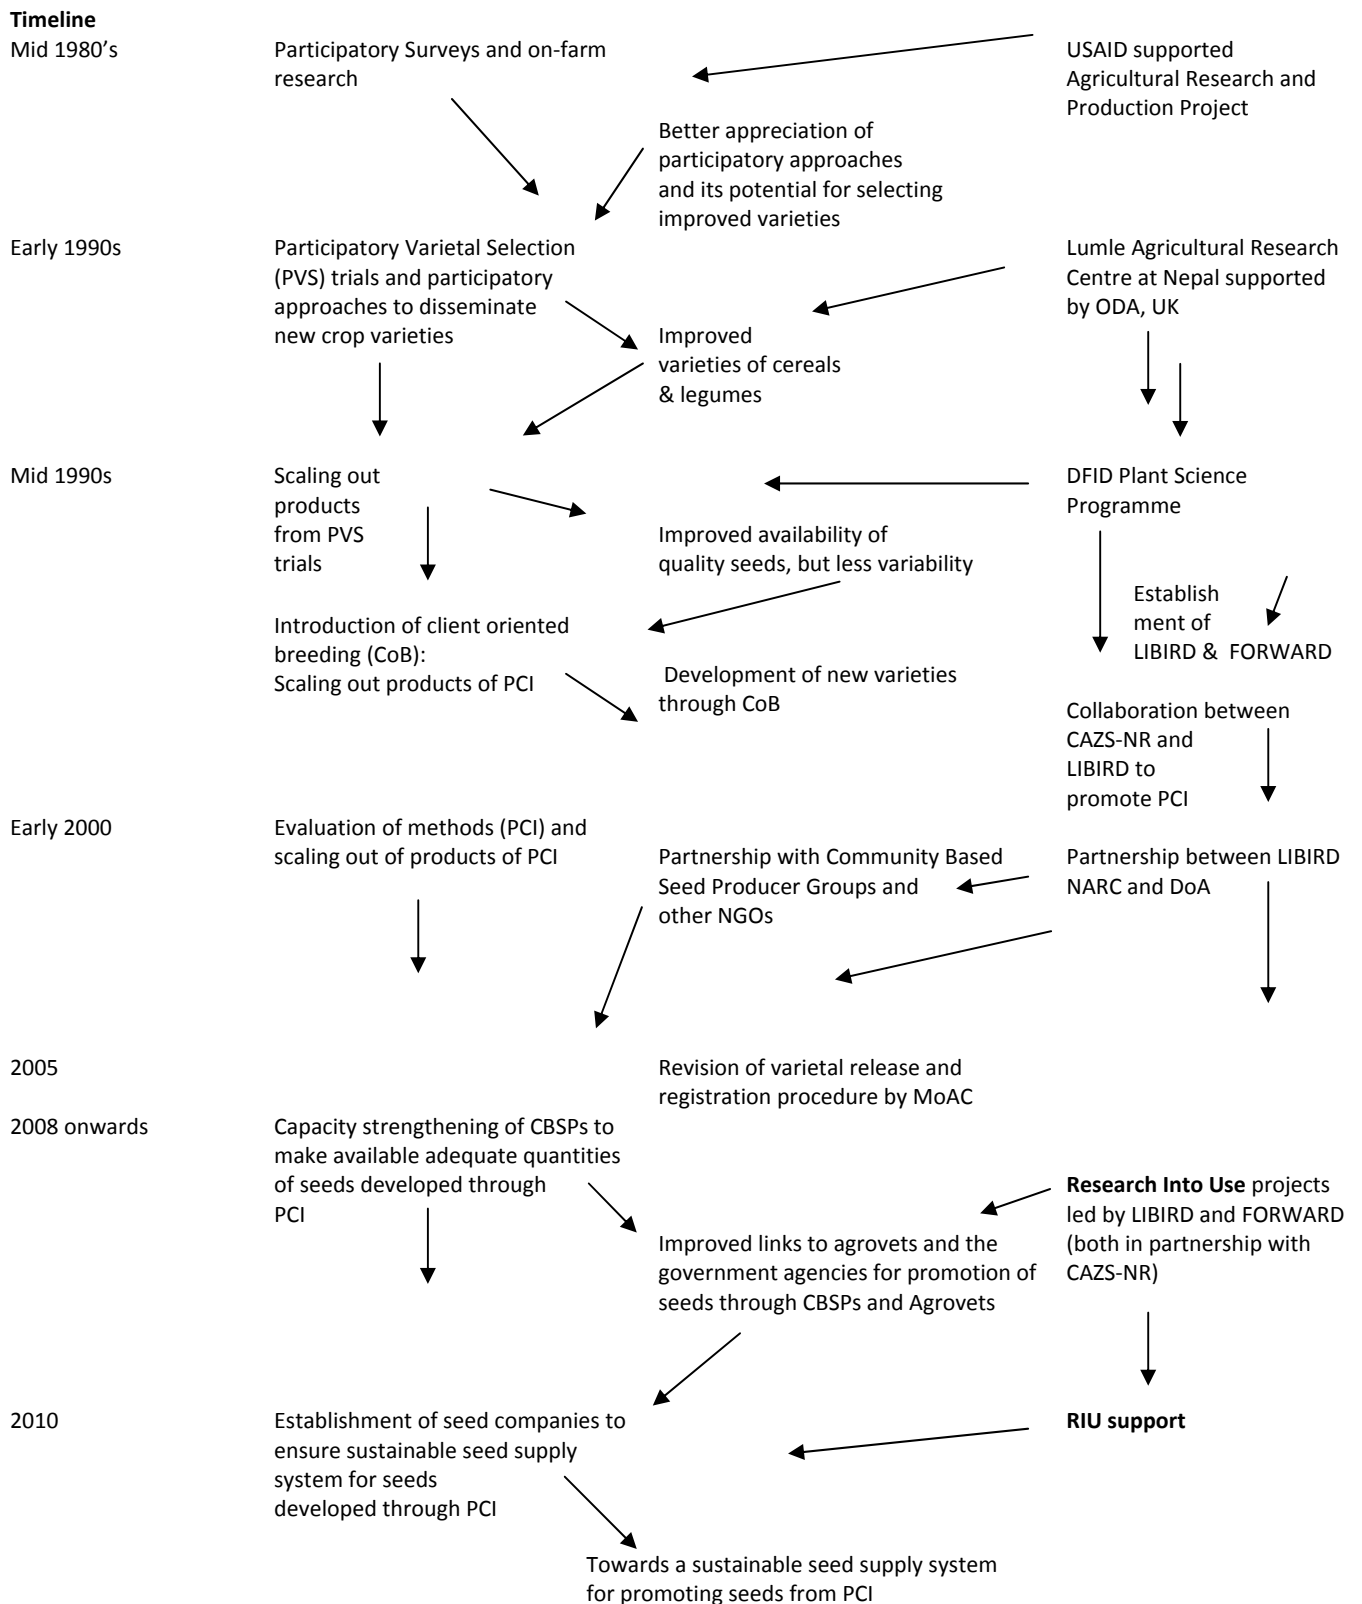 Timeline
Mid 1980’s
Participatory Surveys and on-farm
research
USAID supported
Agricultural Research and
Production Project
Better appreciation of
participatory approaches
and its potential for selecting
improved varieties
Early 1990s
Participatory Varietal Selection
(PVS) trials and participatory
approaches to disseminate
new crop varieties
Lumle Agricultural Research
Centre at Nepal supported
by ODA, UK
Improved
varieties of cereals
& legumes
Mid 1990s
Scaling out
products
from PVS
trials
DFID Plant Science
Programme
Improved availability of
quality seeds, but less variability
Establish
ment of
LIBIRD & FORWARD
Introduction of client oriented
breeding (CoB):
Scaling out products of PCI
Development of new varieties
through CoB
Collaboration between
CAZS-NR and
LIBIRD to
promote PCI
Early 2000
Evaluation of methods (PCI) and
scaling out of products of PCI
Partnership with Community Based
Seed Producer Groups and
other NGOs
Partnership between LIBIRD
NARC and DoA
2005
Revision of varietal release and
registration procedure by MoAC
2008 onwards
Capacity strengthening of CBSPs to
make available adequate quantities
of seeds developed through
PCI
Research Into Use projects
led by LIBIRD and FORWARD
(both in partnership with
CAZS-NR)
Improved links to agrovets and the
government agencies for promotion of
seeds through CBSPs and Agrovets
2010
Establishment of seed companies to
ensure sustainable seed supply
system for seeds
developed through PCI
RIU support
Towards a sustainable seed supply system
for promoting seeds from PCI